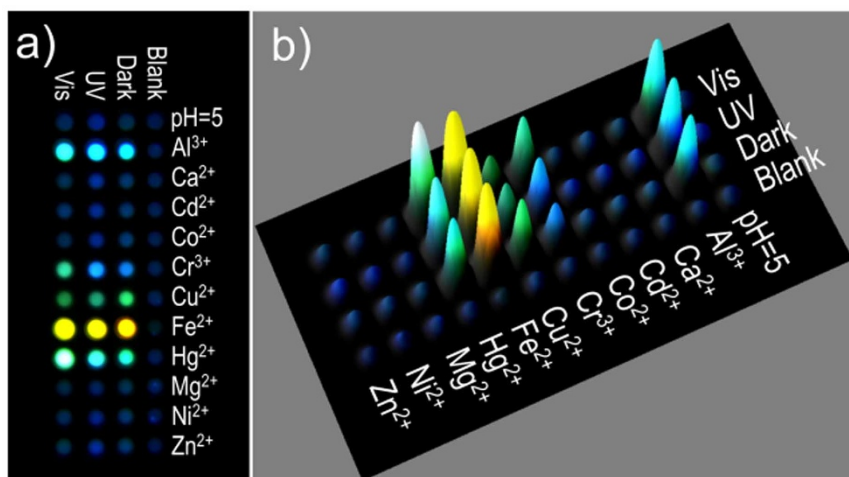 a)
Vis
UV
Dark
Blank
pH=5
Al³⁺
Ca²⁺
Cd²⁺
Co²⁺
Cr³⁺
Cu²⁺
Fe²⁺
Hg²⁺
Mg²⁺
Ni²⁺
Zn²⁺
b)
Vis
UV
Dark
Blank
pH=5
Al³⁺
Ca²⁺
Cd²⁺
Co²⁺
Cr³⁺
Cu²⁺
Fe²⁺
Hg²⁺
Mg²⁺
Ni²⁺
Zn²⁺